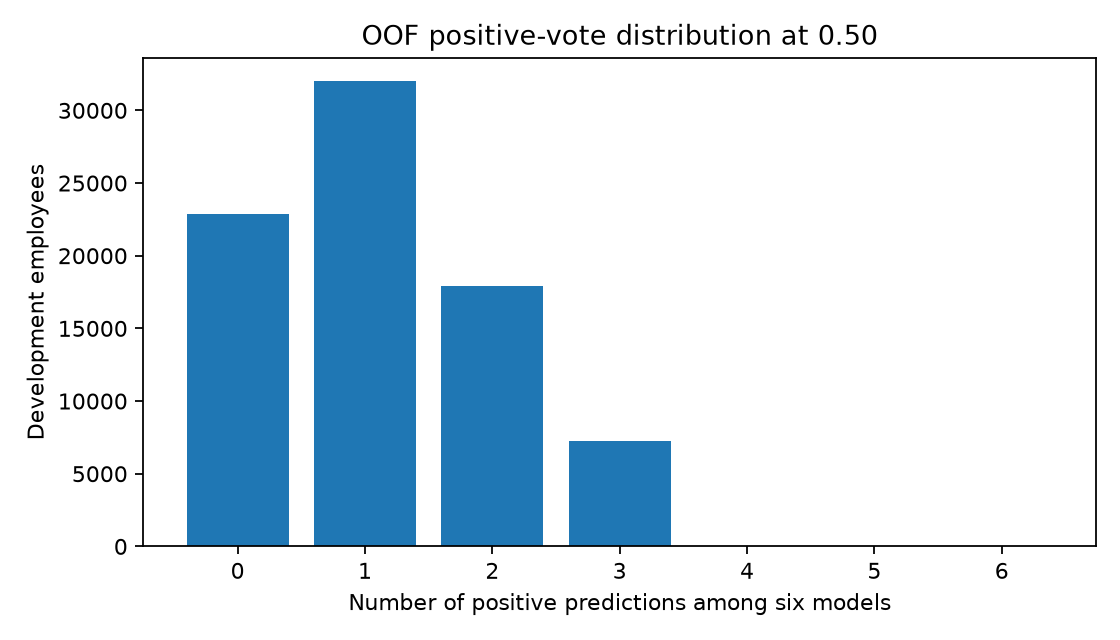 OOF positive-vote distribution at 0.50
30000
25000
20000
15000
10000
5000
0
Development employees
0 1 2 3 4 5 6
Number of positive predictions among six models